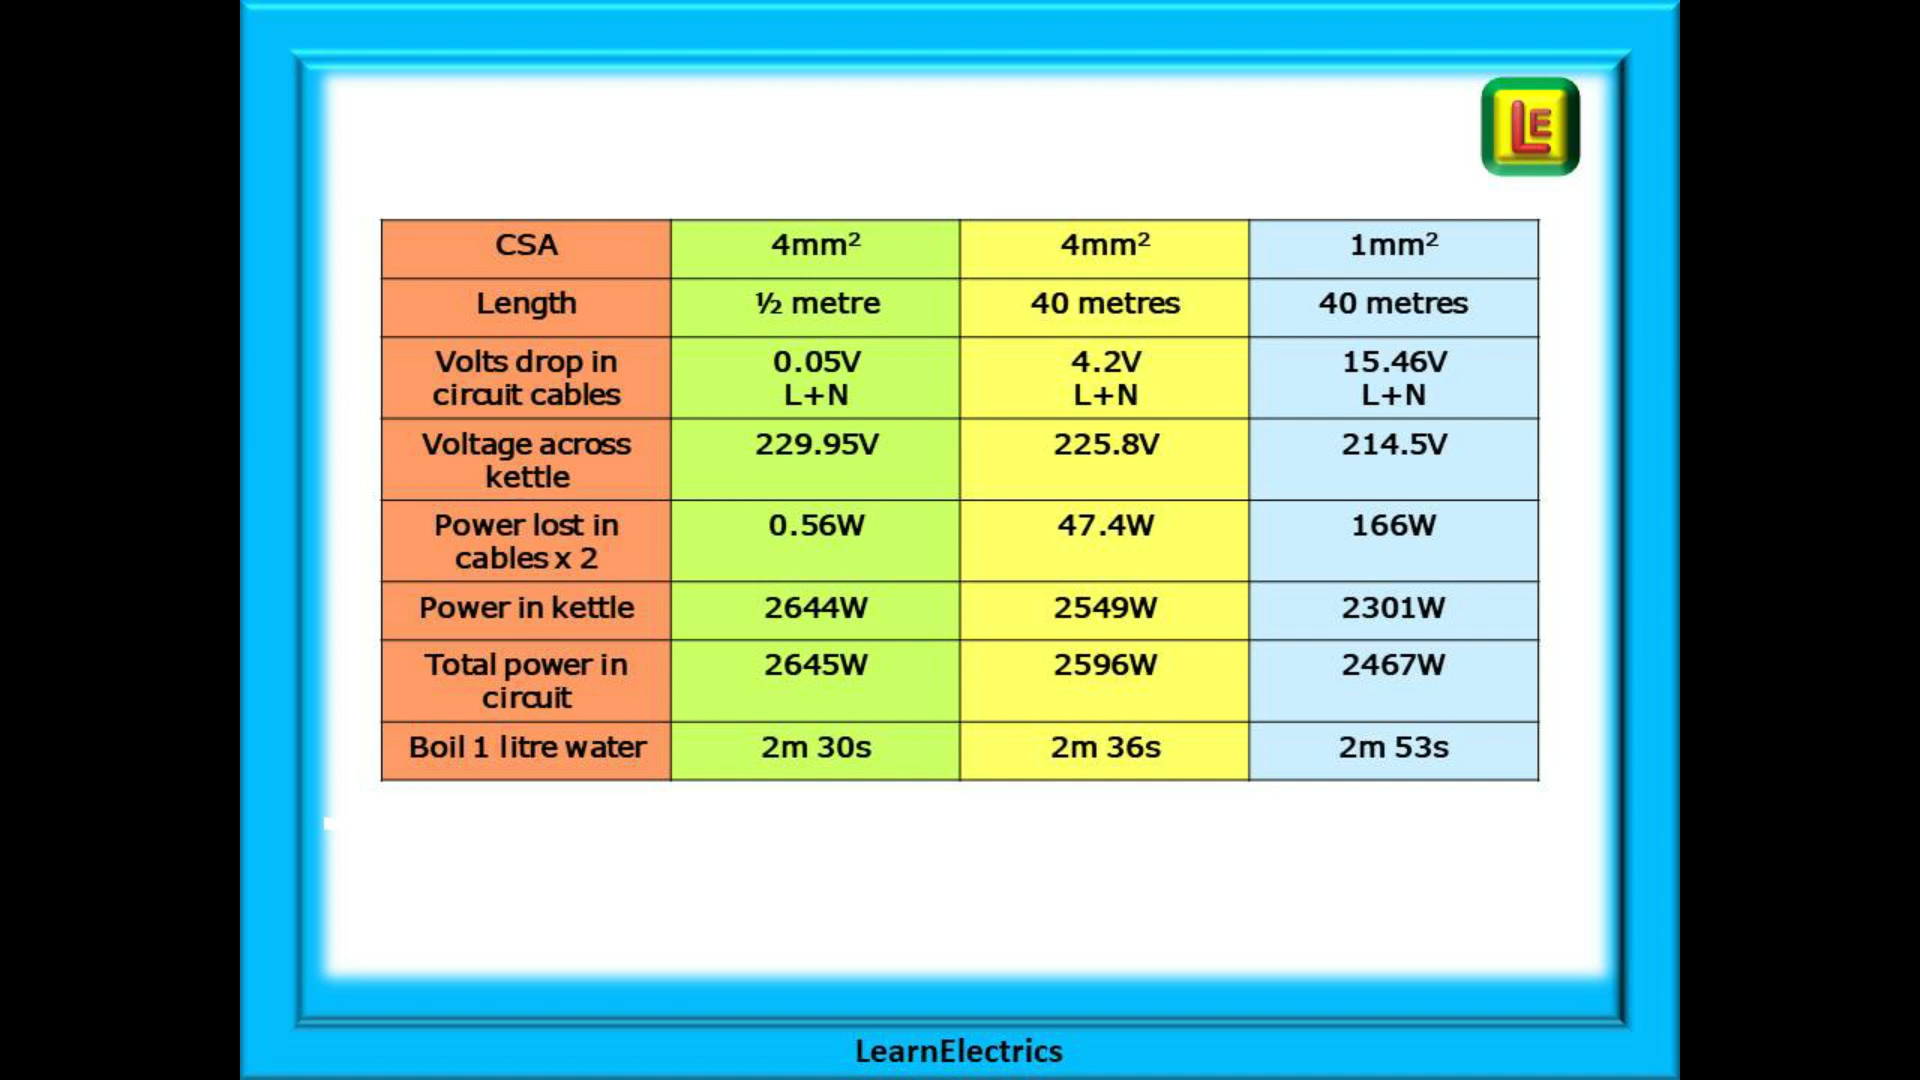 LE
CSA 4mm² 4mm² 1mm²
Length ½ metre 40 metres 40 metres
Volts drop in circuit cables 0.05V L+N 4.2V L+N 15.46V L+N
Voltage across kettle 229.95V 225.8V 214.5V
Power lost in cables x 2 0.56W 47.4W 166W
Power in kettle 2644W 2549W 2301W
Total power in circuit 2645W 2596W 2467W
Boil 1 litre water 2m 30s 2m 36s 2m 53s
LearnElectrics